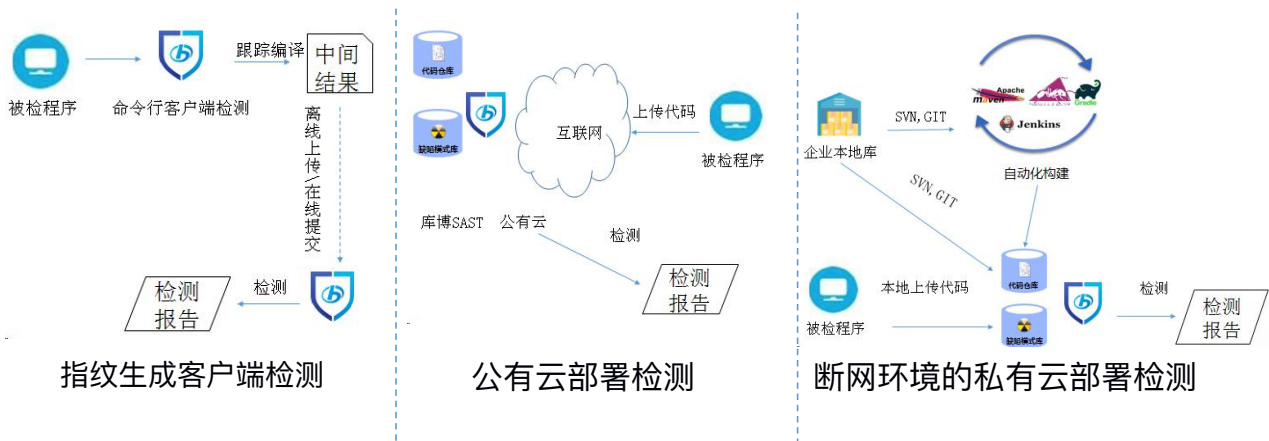 被检程序
命令行客户端检测
跟踪编译
中间
结果
离线上传/在线提交
检测
检测
报告
指纹生成客户端检测
代码仓库
缺陷模式库
互联网
上传代码
被检程序
库博SAST 公有云
检测
检测
报告
公有云部署检测
企业本地库
SVN,GIT
Apache
maven
Gradle
Jenkins
自动化构建
SVN,GIT
被检程序
本地上传代码
代码仓库
缺陷模式库
检测
检测
报告
断网环境的私有云部署检测